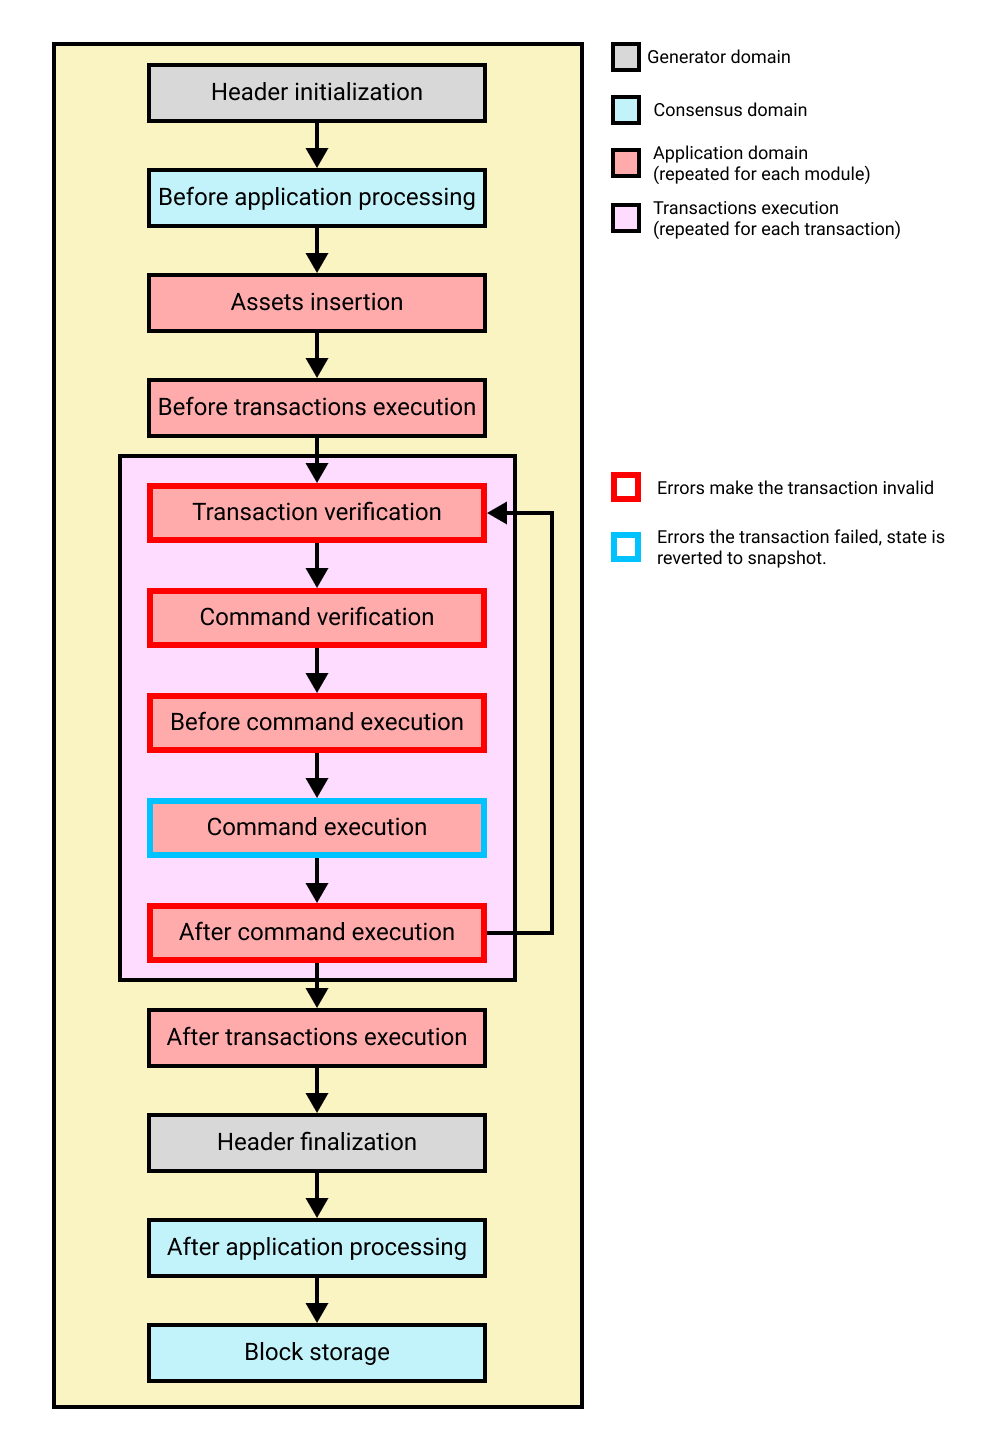 Header initialization
Before application processing
Assets insertion
Before transactions execution
Transaction verification
Command verification
Before command execution
Command execution
After command execution
After transactions execution
Header finalization
After application processing
Block storage
Generator domain
Consensus domain
Application domain
(repeated for each module)
Transactions execution
(repeated for each transaction)
Errors make the transaction invalid
Errors the transaction failed, state is
reverted to snapshot.